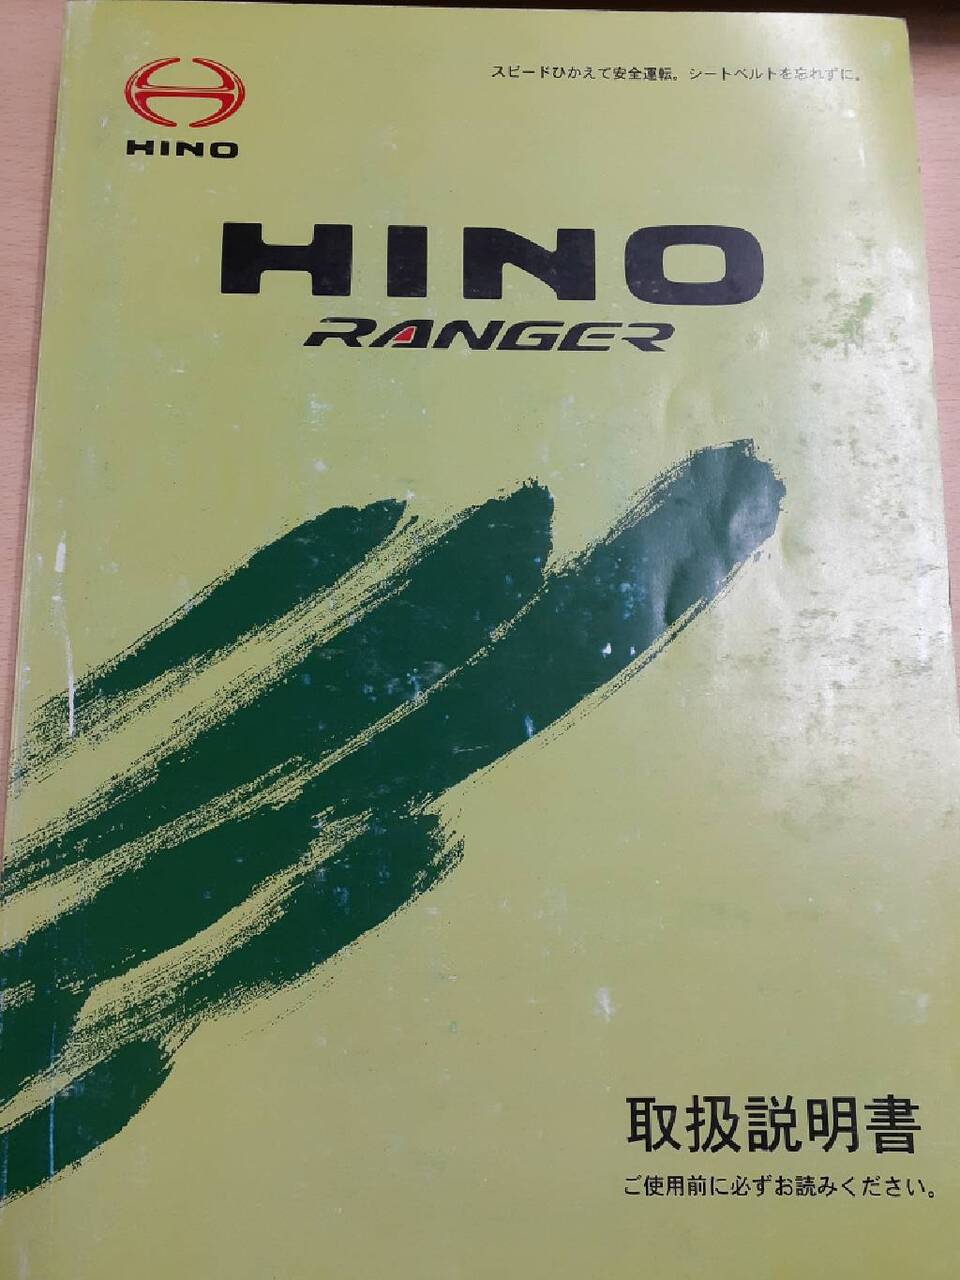 スピードひかえて安全運転。シートベルトを忘れずに。
HINO
HINO
RANGER
取扱説明書
ご使用前に必ずお読みください。